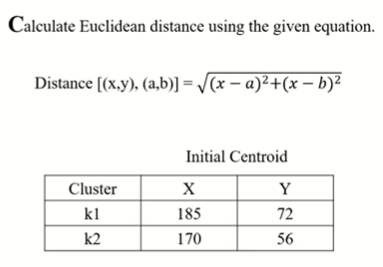 Calculate Euclidean distance using the given equation.
Distance [(x,y), (a,b)] = √(x − a)²+(x − b)²
Initial Centroid
Cluster X Y
k1 185 72
k2 170 56